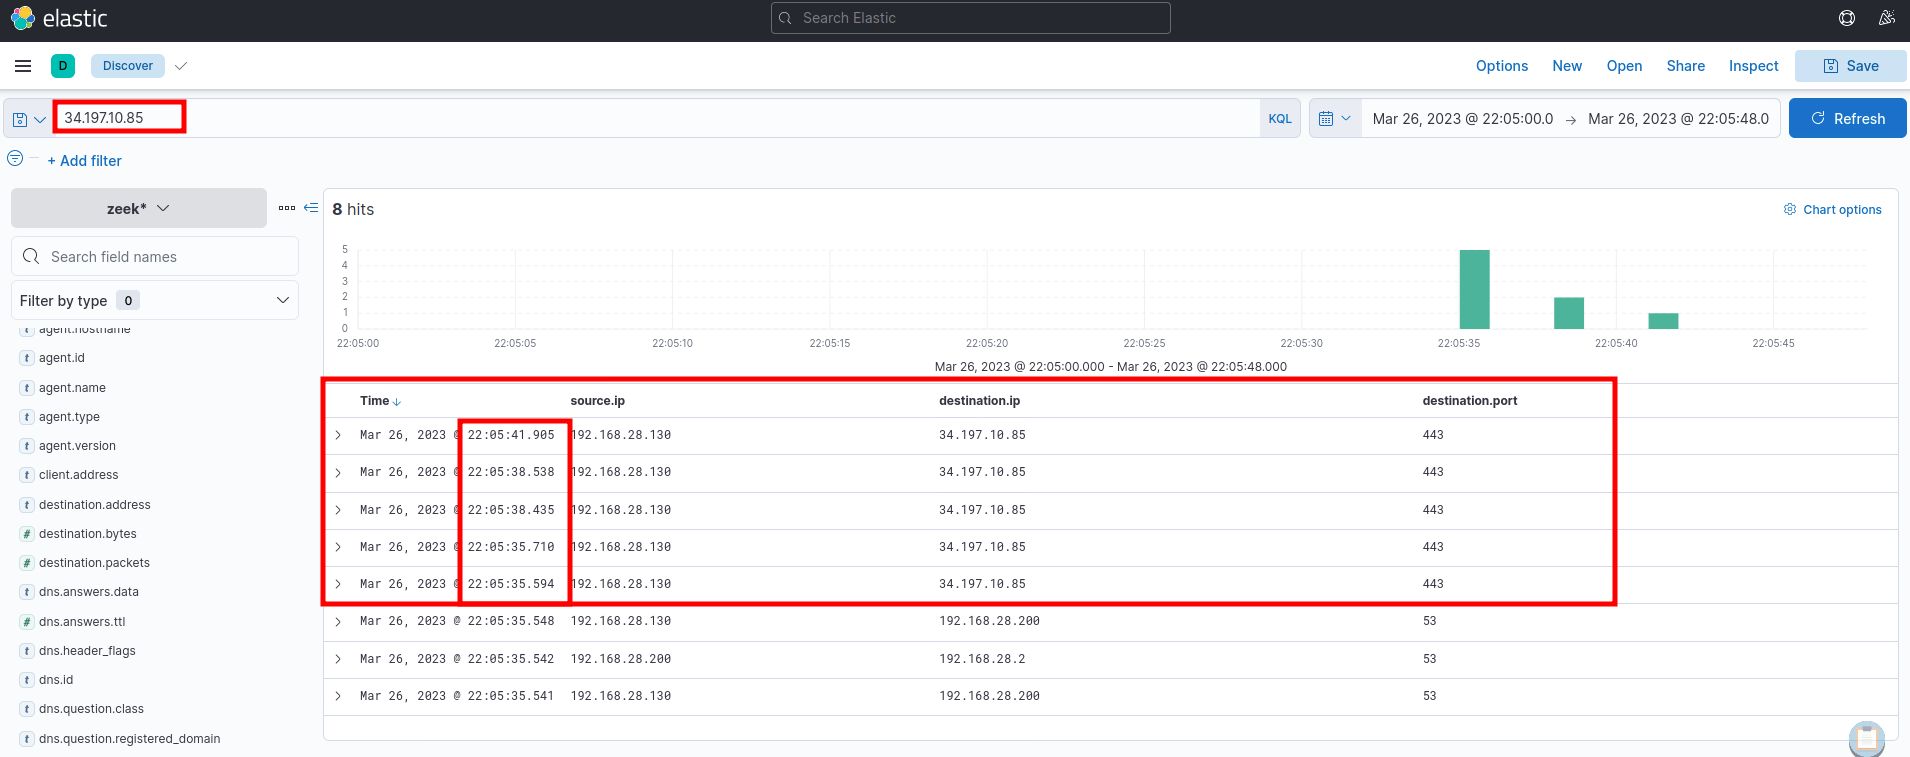 elastic Search Elastic
D Discover Options New Open Share Inspect Save
34.197.10.85 KQL Mar 26, 2023 @ 22:05:00.0 → Mar 26, 2023 @ 22:05:48.0 Refresh
+ Add filter
zeek* 8 hits Chart options
Search field names
Filter by type 0
agent.hostname
t agent.id
t agent.name
t agent.type
t agent.version
t client.address
t destination.address
# destination.bytes
# destination.packets
t dns.answers.data
# dns.answers.ttl
t dns.header_flags
t dns.id
t dns.question.class
t dns.question.registered_domain
5
4
3
2
1
0
22:05:00 22:05:05 22:05:10 22:05:15 22:05:20 22:05:25 22:05:30 22:05:35 22:05:40 22:05:45
Mar 26, 2023 @ 22:05:00.000 - Mar 26, 2023 @ 22:05:48.000
Time source.ip destination.ip destination.port
Mar 26, 2023 @ 22:05:41.905 192.168.28.130 34.197.10.85 443
Mar 26, 2023 @ 22:05:38.538 192.168.28.130 34.197.10.85 443
Mar 26, 2023 @ 22:05:38.435 192.168.28.130 34.197.10.85 443
Mar 26, 2023 @ 22:05:35.710 192.168.28.130 34.197.10.85 443
Mar 26, 2023 @ 22:05:35.594 192.168.28.130 34.197.10.85 443
Mar 26, 2023 @ 22:05:35.548 192.168.28.130 192.168.28.200 53
Mar 26, 2023 @ 22:05:35.542 192.168.28.200 192.168.28.2 53
Mar 26, 2023 @ 22:05:35.541 192.168.28.130 192.168.28.200 53